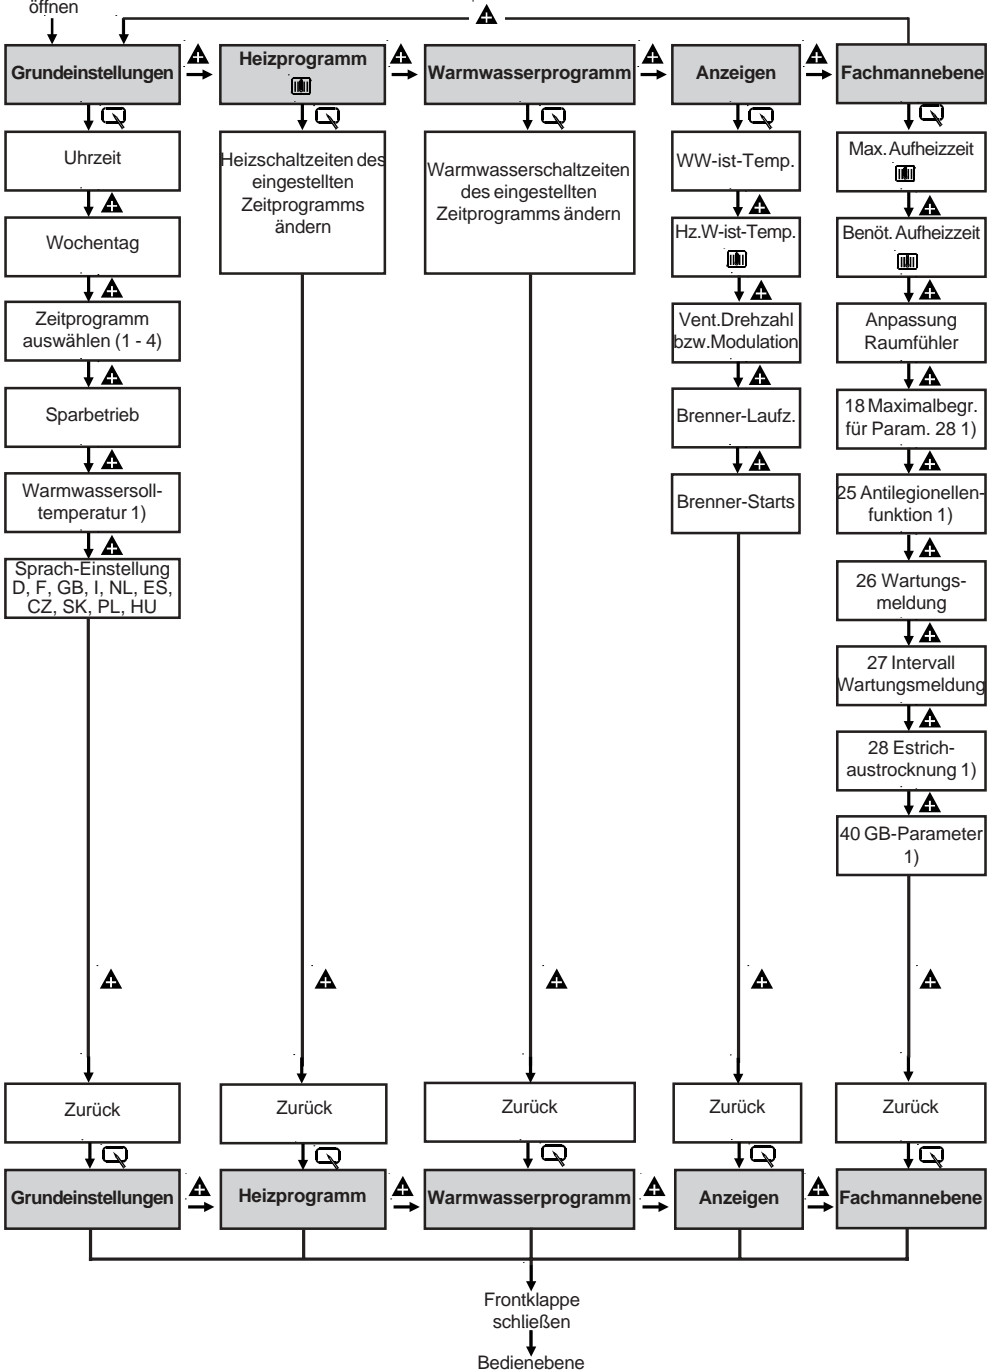 öffnen
Grundeinstellungen
Heizprogramm
Warmwasserprogramm
Anzeigen
Fachmannebene
Uhrzeit
Wochentag
Zeitprogramm
auswählen (1 - 4)
Sparbetrieb
Warmwassersoll-
temperatur 1)
Sprach-Einstellung
D, F, GB, I, NL, ES,
CZ, SK, PL, HU
Heizschaltzeiten des
eingestellten
Zeitprogramms
ändern
Warmwasserschaltzeiten
des eingestellten
Zeitprogramms ändern
WW-ist-Temp.
Hz.W-ist-Temp.
Vent.Drehzahl
bzw.Modulation
Brenner-Laufz.
Brenner-Starts
Max. Aufheizzeit
Benöt. Aufheizzeit
Anpassung
Raumfühler
18 Maximalbegr.
für Param. 28 1)
25 Antilegionellen-
funktion 1)
26 Wartungs-
meldung
27 Intervall
Wartungsmeldung
28 Estrich-
austrocknung 1)
40 GB-Parameter
1)
Zurück
Zurück
Zurück
Zurück
Zurück
Grundeinstellungen
Heizprogramm
Warmwasserprogramm
Anzeigen
Fachmannebene
Frontklappe
schließen
Bedienebene